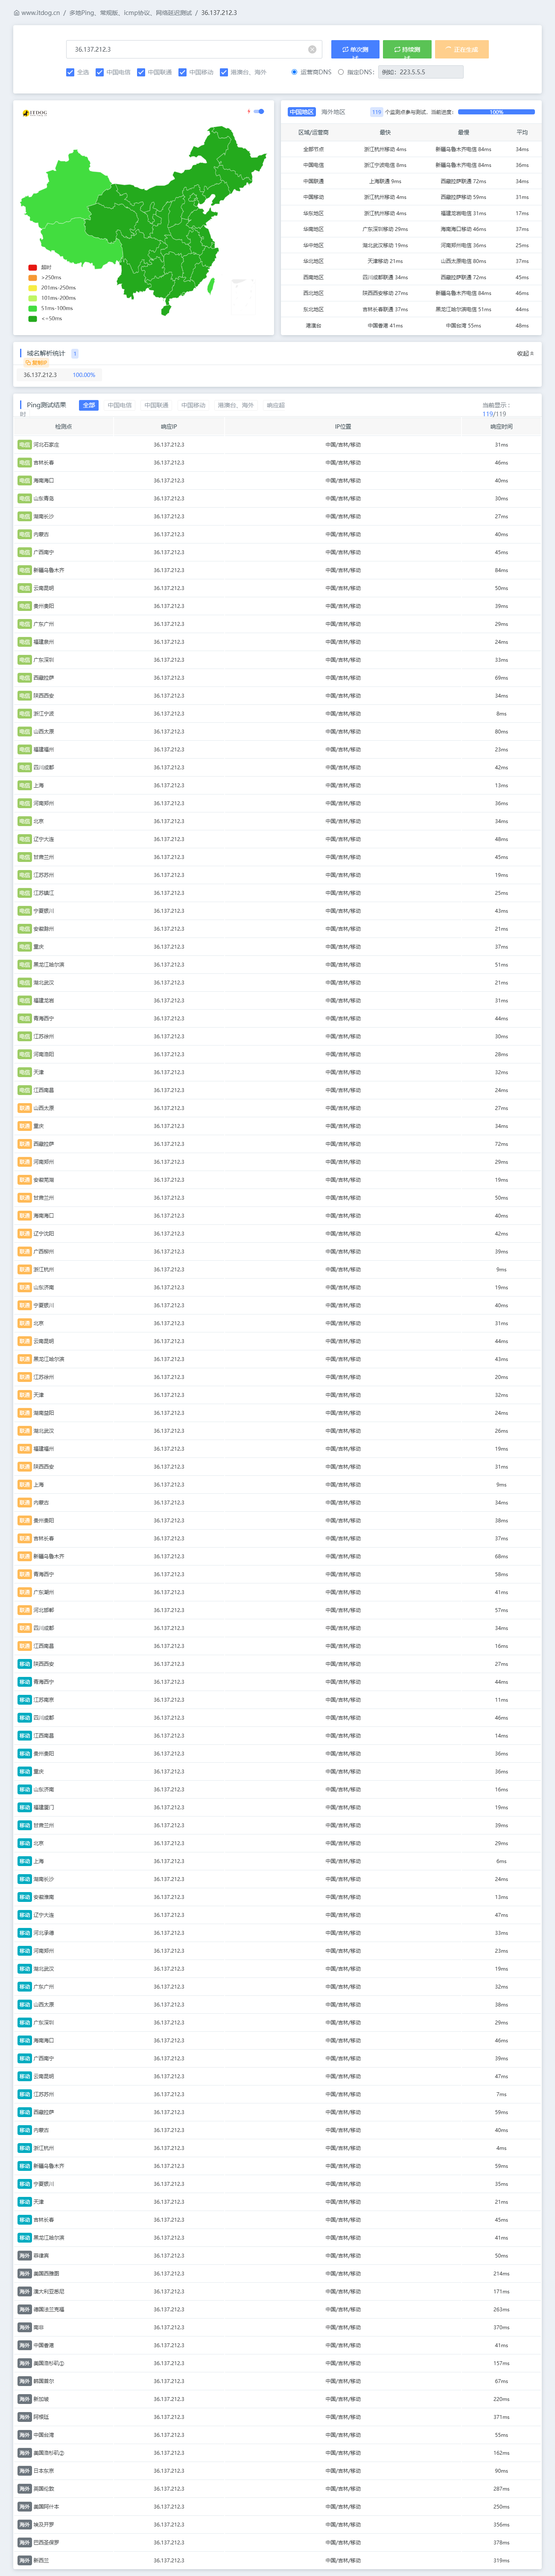 www.itdog.cn / 多地Ping、常规版、icmp协议、网络延迟测试 / 36.137.212.3
36.137.212.3 单次测试 持续测试 正在生成
全选 中国电信 中国联通 中国移动 港澳台、海外 运营商DNS 指定DNS: 例如：223.5.5.5
ITDOG
超时
>250ms
201ms-250ms
101ms-200ms
51ms-100ms
<=50ms
中国地区 海外地区 119 个监测点参与测试，当前进度： 100%
区域/运营商 最快 最慢 平均
全部节点 浙江杭州移动 4ms 新疆乌鲁木齐电信 84ms 34ms
中国电信 浙江宁波电信 8ms 新疆乌鲁木齐电信 84ms 36ms
中国联通 上海联通 9ms 西藏拉萨联通 72ms 34ms
中国移动 浙江杭州移动 4ms 西藏拉萨移动 59ms 31ms
华东地区 浙江杭州移动 4ms 福建龙岩电信 31ms 17ms
华南地区 广东深圳移动 29ms 海南海口移动 46ms 37ms
华中地区 湖北武汉移动 19ms 河南郑州电信 36ms 25ms
华北地区 天津移动 21ms 山西太原电信 80ms 37ms
西南地区 四川成都联通 34ms 西藏拉萨联通 72ms 45ms
西北地区 陕西西安移动 27ms 新疆乌鲁木齐电信 84ms 46ms
东北地区 吉林长春联通 37ms 黑龙江哈尔滨电信 51ms 44ms
港澳台 中国香港 41ms 中国台湾 55ms 48ms
域名解析统计 1 收起
复制IP
36.137.212.3 100.00%
Ping测试结果 全部 中国电信 中国联通 中国移动 港澳台、海外 响应超时 当前显示：119/119
检测点 响应IP IP位置 响应时间
电信 河北石家庄 36.137.212.3 中国/吉林/移动 31ms
电信 吉林长春 36.137.212.3 中国/吉林/移动 46ms
电信 海南海口 36.137.212.3 中国/吉林/移动 40ms
电信 山东青岛 36.137.212.3 中国/吉林/移动 30ms
电信 湖南长沙 36.137.212.3 中国/吉林/移动 27ms
电信 内蒙古 36.137.212.3 中国/吉林/移动 40ms
电信 广西南宁 36.137.212.3 中国/吉林/移动 45ms
电信 新疆乌鲁木齐 36.137.212.3 中国/吉林/移动 84ms
电信 云南昆明 36.137.212.3 中国/吉林/移动 50ms
电信 贵州贵阳 36.137.212.3 中国/吉林/移动 39ms
电信 广东广州 36.137.212.3 中国/吉林/移动 29ms
电信 福建泉州 36.137.212.3 中国/吉林/移动 24ms
电信 广东深圳 36.137.212.3 中国/吉林/移动 33ms
电信 西藏拉萨 36.137.212.3 中国/吉林/移动 69ms
电信 陕西西安 36.137.212.3 中国/吉林/移动 34ms
电信 浙江宁波 36.137.212.3 中国/吉林/移动 8ms
电信 山西太原 36.137.212.3 中国/吉林/移动 80ms
电信 福建福州 36.137.212.3 中国/吉林/移动 23ms
电信 四川成都 36.137.212.3 中国/吉林/移动 42ms
电信 上海 36.137.212.3 中国/吉林/移动 13ms
电信 河南郑州 36.137.212.3 中国/吉林/移动 36ms
电信 北京 36.137.212.3 中国/吉林/移动 34ms
电信 辽宁大连 36.137.212.3 中国/吉林/移动 48ms
电信 甘肃兰州 36.137.212.3 中国/吉林/移动 45ms
电信 江苏苏州 36.137.212.3 中国/吉林/移动 19ms
电信 江苏镇江 36.137.212.3 中国/吉林/移动 25ms
电信 宁夏银川 36.137.212.3 中国/吉林/移动 43ms
电信 安徽滁州 36.137.212.3 中国/吉林/移动 21ms
电信 重庆 36.137.212.3 中国/吉林/移动 37ms
电信 黑龙江哈尔滨 36.137.212.3 中国/吉林/移动 51ms
电信 湖北武汉 36.137.212.3 中国/吉林/移动 21ms
电信 福建龙岩 36.137.212.3 中国/吉林/移动 31ms
电信 青海西宁 36.137.212.3 中国/吉林/移动 44ms
电信 江苏徐州 36.137.212.3 中国/吉林/移动 30ms
电信 河南洛阳 36.137.212.3 中国/吉林/移动 28ms
电信 天津 36.137.212.3 中国/吉林/移动 32ms
电信 江西南昌 36.137.212.3 中国/吉林/移动 24ms
联通 山西太原 36.137.212.3 中国/吉林/移动 27ms
联通 重庆 36.137.212.3 中国/吉林/移动 34ms
联通 西藏拉萨 36.137.212.3 中国/吉林/移动 72ms
联通 河南郑州 36.137.212.3 中国/吉林/移动 29ms
联通 安徽芜湖 36.137.212.3 中国/吉林/移动 19ms
联通 甘肃兰州 36.137.212.3 中国/吉林/移动 50ms
联通 海南海口 36.137.212.3 中国/吉林/移动 40ms
联通 辽宁沈阳 36.137.212.3 中国/吉林/移动 42ms
联通 广西柳州 36.137.212.3 中国/吉林/移动 39ms
联通 浙江杭州 36.137.212.3 中国/吉林/移动 9ms
联通 山东济南 36.137.212.3 中国/吉林/移动 19ms
联通 宁夏银川 36.137.212.3 中国/吉林/移动 40ms
联通 北京 36.137.212.3 中国/吉林/移动 31ms
联通 云南昆明 36.137.212.3 中国/吉林/移动 44ms
联通 黑龙江哈尔滨 36.137.212.3 中国/吉林/移动 43ms
联通 江苏徐州 36.137.212.3 中国/吉林/移动 20ms
联通 天津 36.137.212.3 中国/吉林/移动 32ms
联通 湖南益阳 36.137.212.3 中国/吉林/移动 24ms
联通 湖北武汉 36.137.212.3 中国/吉林/移动 26ms
联通 福建福州 36.137.212.3 中国/吉林/移动 19ms
联通 陕西西安 36.137.212.3 中国/吉林/移动 31ms
联通 上海 36.137.212.3 中国/吉林/移动 9ms
联通 内蒙古 36.137.212.3 中国/吉林/移动 34ms
联通 贵州贵阳 36.137.212.3 中国/吉林/移动 38ms
联通 吉林长春 36.137.212.3 中国/吉林/移动 37ms
联通 新疆乌鲁木齐 36.137.212.3 中国/吉林/移动 68ms
联通 青海西宁 36.137.212.3 中国/吉林/移动 58ms
联通 广东潮州 36.137.212.3 中国/吉林/移动 41ms
联通 河北邯郸 36.137.212.3 中国/吉林/移动 57ms
联通 四川成都 36.137.212.3 中国/吉林/移动 34ms
联通 江西南昌 36.137.212.3 中国/吉林/移动 16ms
移动 陕西西安 36.137.212.3 中国/吉林/移动 27ms
移动 青海西宁 36.137.212.3 中国/吉林/移动 44ms
移动 江苏南京 36.137.212.3 中国/吉林/移动 11ms
移动 四川成都 36.137.212.3 中国/吉林/移动 46ms
移动 江西南昌 36.137.212.3 中国/吉林/移动 14ms
移动 贵州贵阳 36.137.212.3 中国/吉林/移动 36ms
移动 重庆 36.137.212.3 中国/吉林/移动 36ms
移动 山东济南 36.137.212.3 中国/吉林/移动 16ms
移动 福建厦门 36.137.212.3 中国/吉林/移动 19ms
移动 甘肃兰州 36.137.212.3 中国/吉林/移动 39ms
移动 北京 36.137.212.3 中国/吉林/移动 29ms
移动 上海 36.137.212.3 中国/吉林/移动 6ms
移动 湖南长沙 36.137.212.3 中国/吉林/移动 24ms
移动 安徽淮南 36.137.212.3 中国/吉林/移动 13ms
移动 辽宁大连 36.137.212.3 中国/吉林/移动 47ms
移动 河北承德 36.137.212.3 中国/吉林/移动 33ms
移动 河南郑州 36.137.212.3 中国/吉林/移动 23ms
移动 湖北武汉 36.137.212.3 中国/吉林/移动 19ms
移动 广东广州 36.137.212.3 中国/吉林/移动 32ms
移动 山西太原 36.137.212.3 中国/吉林/移动 38ms
移动 广东深圳 36.137.212.3 中国/吉林/移动 29ms
移动 海南海口 36.137.212.3 中国/吉林/移动 46ms
移动 广西南宁 36.137.212.3 中国/吉林/移动 39ms
移动 云南昆明 36.137.212.3 中国/吉林/移动 47ms
移动 江苏苏州 36.137.212.3 中国/吉林/移动 7ms
移动 西藏拉萨 36.137.212.3 中国/吉林/移动 59ms
移动 内蒙古 36.137.212.3 中国/吉林/移动 40ms
移动 浙江杭州 36.137.212.3 中国/吉林/移动 4ms
移动 新疆乌鲁木齐 36.137.212.3 中国/吉林/移动 59ms
移动 宁夏银川 36.137.212.3 中国/吉林/移动 35ms
移动 天津 36.137.212.3 中国/吉林/移动 21ms
移动 吉林长春 36.137.212.3 中国/吉林/移动 45ms
移动 黑龙江哈尔滨 36.137.212.3 中国/吉林/移动 41ms
海外 菲律宾 36.137.212.3 中国/吉林/移动 50ms
海外 美国西雅图 36.137.212.3 中国/吉林/移动 214ms
海外 澳大利亚悉尼 36.137.212.3 中国/吉林/移动 171ms
海外 德国法兰克福 36.137.212.3 中国/吉林/移动 263ms
海外 南非 36.137.212.3 中国/吉林/移动 370ms
海外 中国香港 36.137.212.3 中国/吉林/移动 41ms
海外 美国洛杉矶① 36.137.212.3 中国/吉林/移动 157ms
海外 韩国首尔 36.137.212.3 中国/吉林/移动 67ms
海外 新加坡 36.137.212.3 中国/吉林/移动 220ms
海外 阿根廷 36.137.212.3 中国/吉林/移动 371ms
海外 中国台湾 36.137.212.3 中国/吉林/移动 55ms
海外 美国洛杉矶② 36.137.212.3 中国/吉林/移动 162ms
海外 日本东京 36.137.212.3 中国/吉林/移动 90ms
海外 英国伦敦 36.137.212.3 中国/吉林/移动 287ms
海外 美国阿什本 36.137.212.3 中国/吉林/移动 250ms
海外 埃及开罗 36.137.212.3 中国/吉林/移动 356ms
海外 巴西圣保罗 36.137.212.3 中国/吉林/移动 378ms
海外 新西兰 36.137.212.3 中国/吉林/移动 319ms